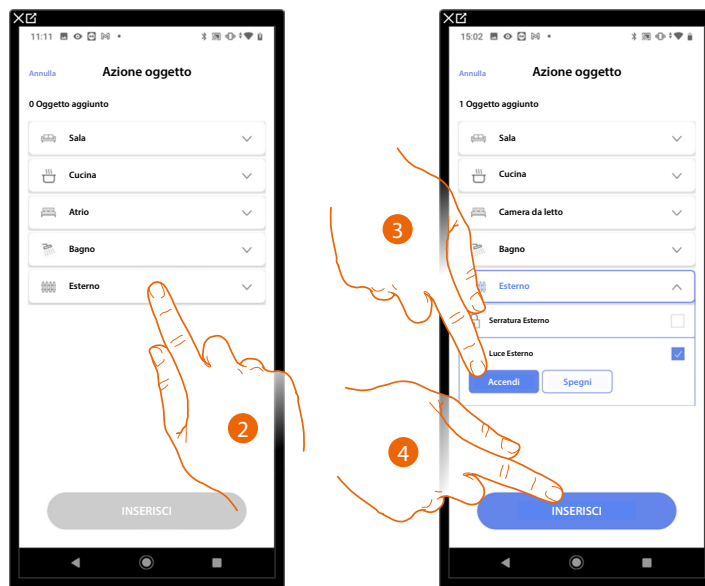 11:11
Annulla Azione oggetto
0 Oggetto aggiunto
Sala
Cucina
Atrio
Bagno
Esterno
2
INSERISCI
15:02
Annulla Azione oggetto
1 Oggetto aggiunto
Sala
Cucina
Camera da letto
Bagno
Esterno
Serratura Esterno
Luce Esterno
Accendi Spegni
3
4
INSERISCI